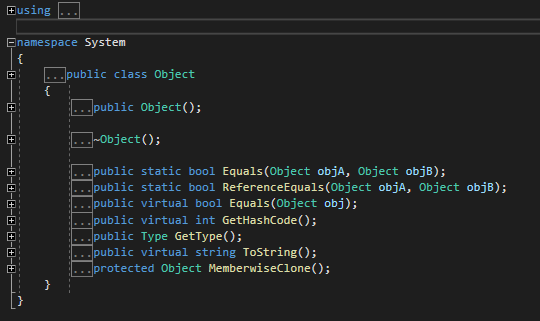 using ...
namespace System
{
...public class Object
{
...public Object();
...~Object();
...public static bool Equals(Object objA, Object objB);
...public static bool ReferenceEquals(Object objA, Object objB);
...public virtual bool Equals(Object obj);
...public virtual int GetHashCode();
...public Type GetType();
...public virtual string ToString();
...protected Object MemberwiseClone();
}
}